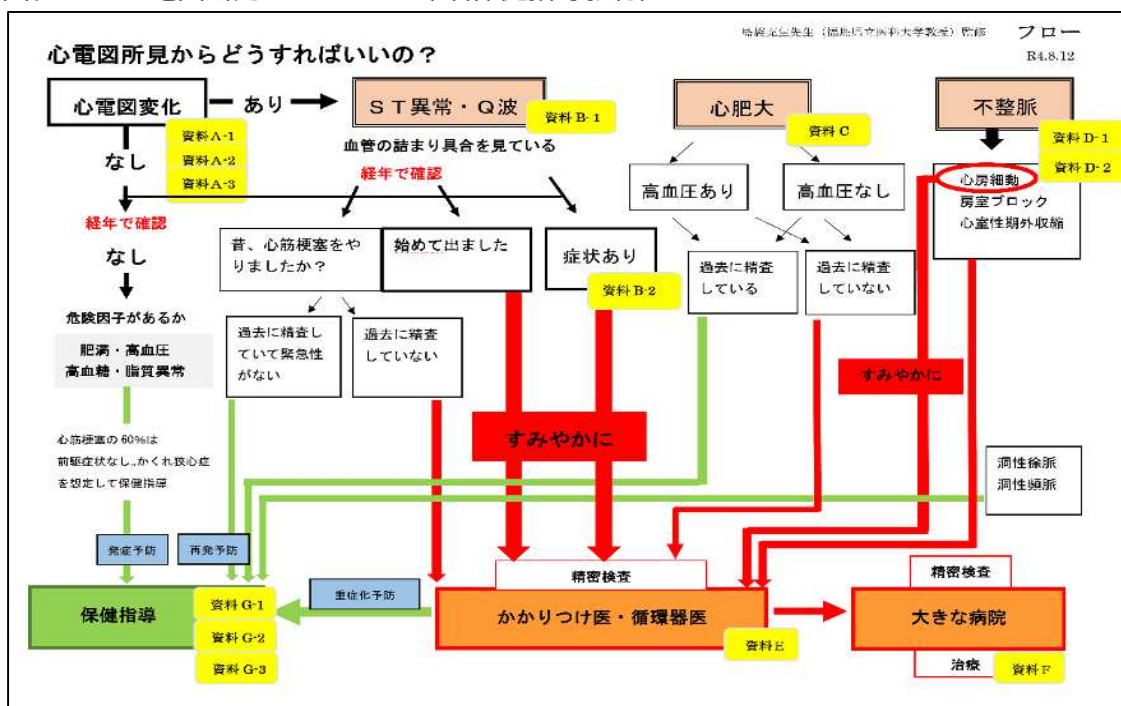 心電図所見からどうすればいいの？
先生（福島県立医科大学教授）監修
フロー
R4.8.12
心電図変化
あり
ST異常・Q波
心肥大
不整脈
資料A-1
資料A-2
資料A-3
資料B-1
資料C
資料D-1
資料D-2
なし
血管の詰まり具合を見ている
経年で確認
経年で確認
なし
高血圧あり
高血圧なし
心房細動
房室ブロック
心室性期外収縮
昔、心筋梗塞をや
りましたか？
始めて出ました
症状あり
資料B-2
過去に精査
している
過去に精査
していない
危険因子があるか
肥満・高血圧
高血糖・脂質異常
過去に精査し
ていて緊急性
がない
過去に精査
していない
すみやかに
すみやかに
心筋梗塞の60%は
前駆症状なし､､かくれ狭心症
を想定して保健指導
洞性徐脈
洞性頻脈
発症予防
再発予防
重症化予防
精密検査
精密検査
保健指導
資料G-1
資料G-2
資料G-3
かかりつけ医・循環器医
資料E
大きな病院
治療
資料F